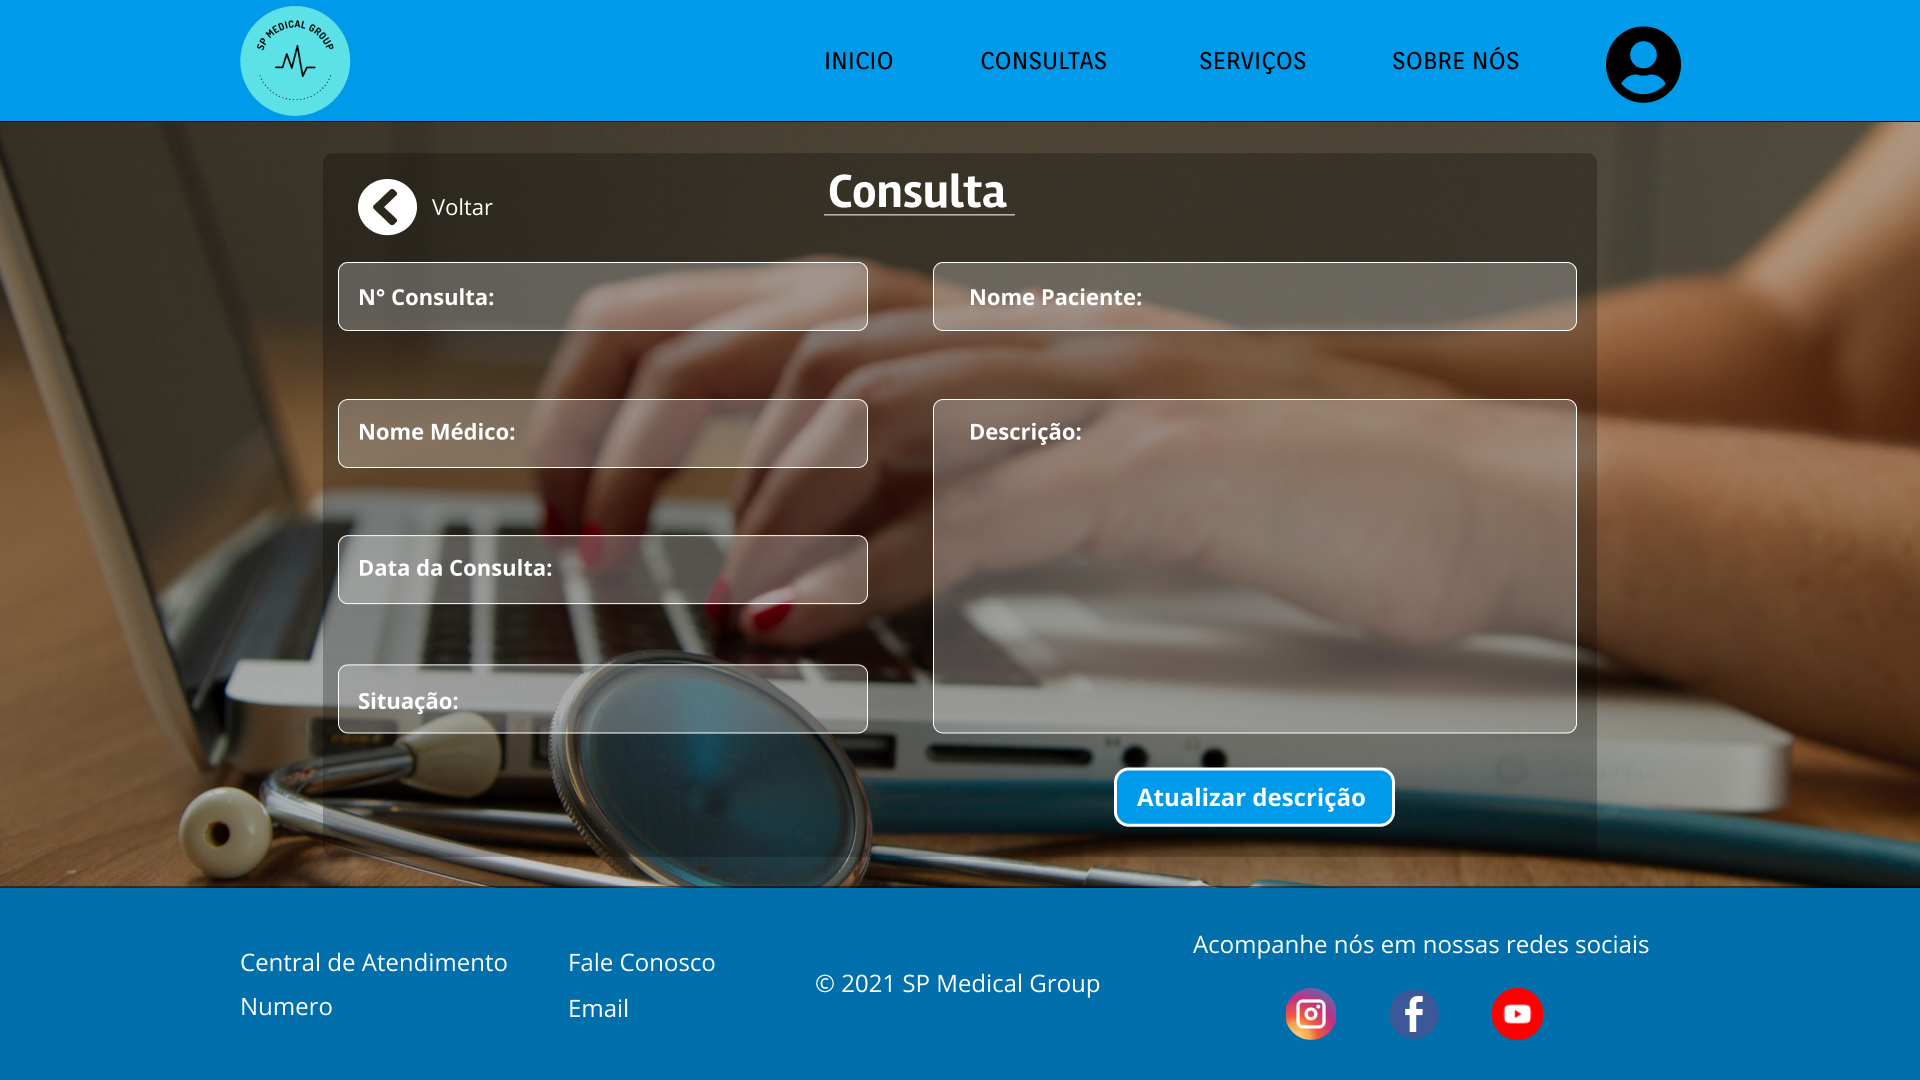 SP MEDICAL GROUP
INICIO
CONSULTAS
SERVIÇOS
SOBRE NÓS
Voltar
Consulta
N° Consulta:
Nome Paciente:
Nome Médico:
Descrição:
Data da Consulta:
Situação:
Atualizar descrição
Central de Atendimento
Numero
Fale Conosco
Email
© 2021 SP Medical Group
Acompanhe nós em nossas redes sociais